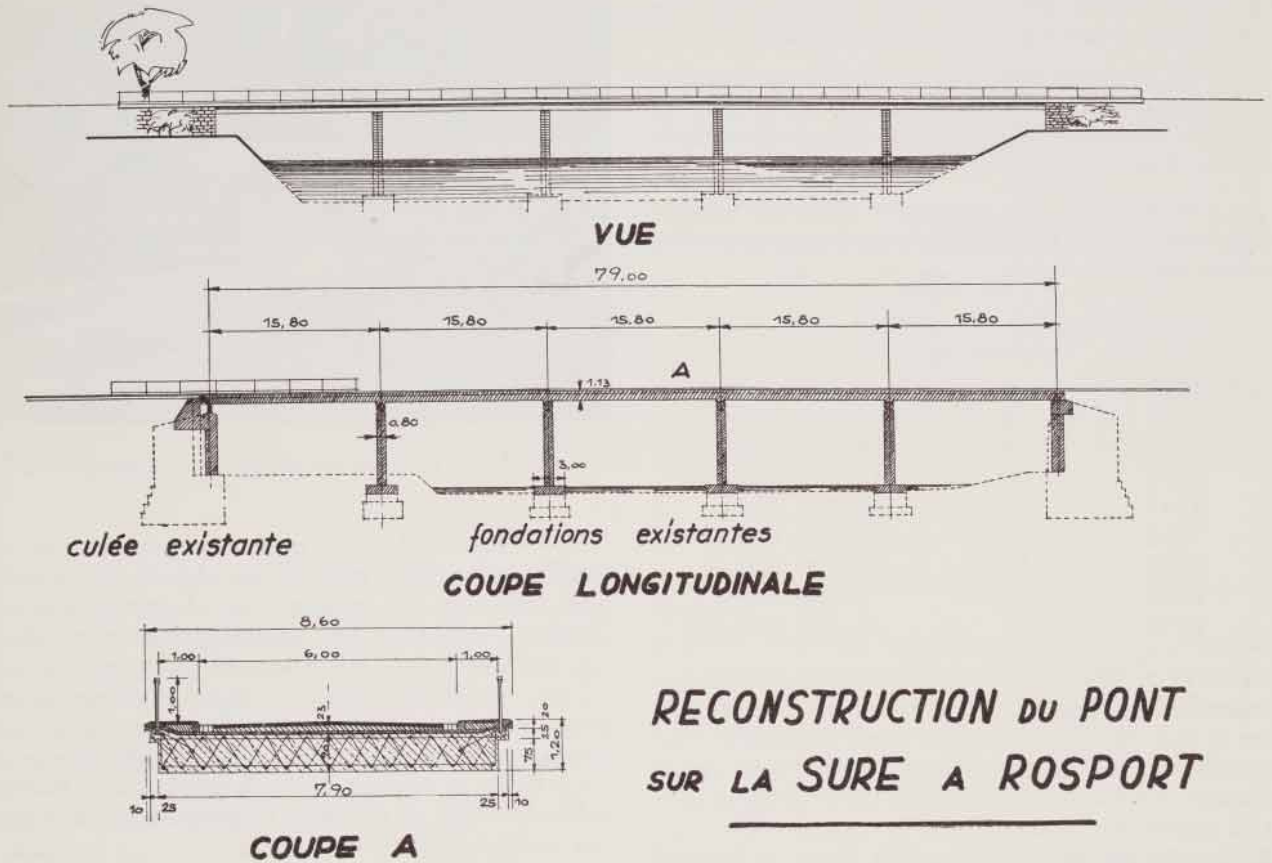 VUE
79.00
15,80 15,80 15.80 15,80 15.80
A
1.13
0.80
3,00
culée existante
fondations existantes
COUPE LONGITUDINALE
8,60
1.00 6,00 1,00
1,00
23
20
15
75
1,20
7.90
10 25
25 10
COUPE A
RECONSTRUCTION DU PONT
SUR LA SURE A ROSPORT